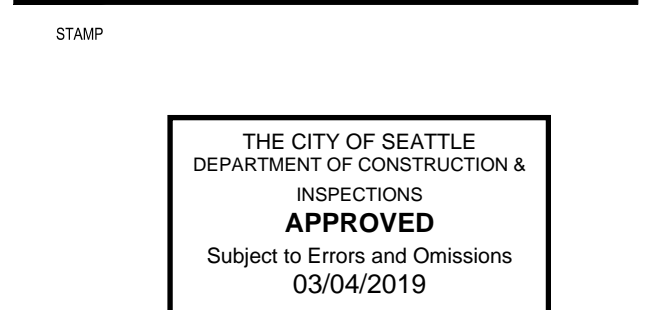 STAMP
THE CITY OF SEATTLE
DEPARTMENT OF CONSTRUCTION &
INSPECTIONS
APPROVED
Subject to Errors and Omissions
03/04/2019